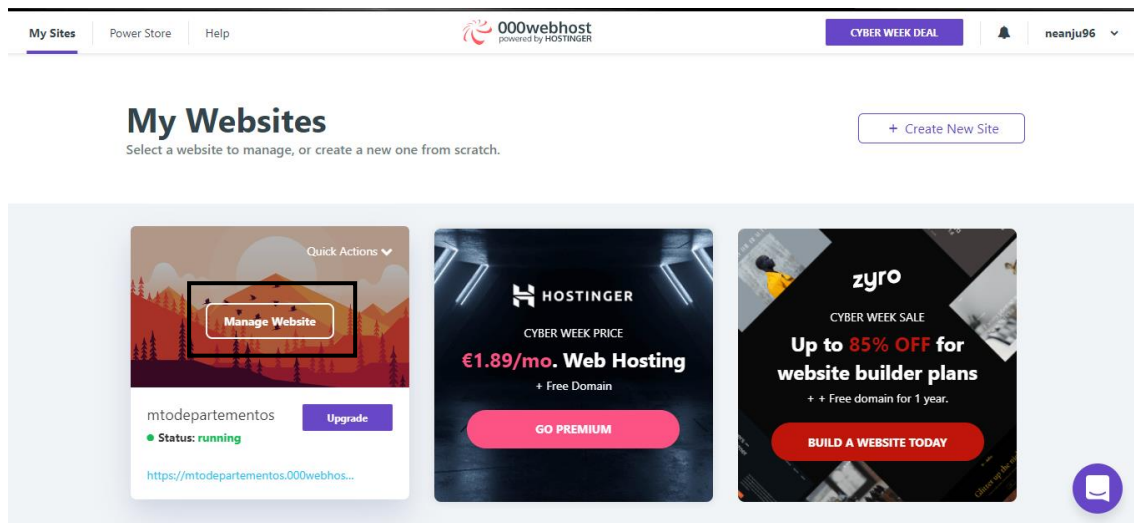 My Sites
Power Store
Help
000webhost
powered by HOSTINGER
CYBER WEEK DEAL
neanju96
My Websites
Select a website to manage, or create a new one from scratch.
+ Create New Site
Quick Actions
Manage Website
mtodepartementos
Upgrade
Status: running
https://mtodepartementos.000webhos...
HOSTINGER
CYBER WEEK PRICE
€1.89/mo. Web Hosting
+ Free Domain
GO PREMIUM
zyro
CYBER WEEK SALE
Up to 85% OFF for
website builder plans
+ + Free domain for 1 year.
BUILD A WEBSITE TODAY